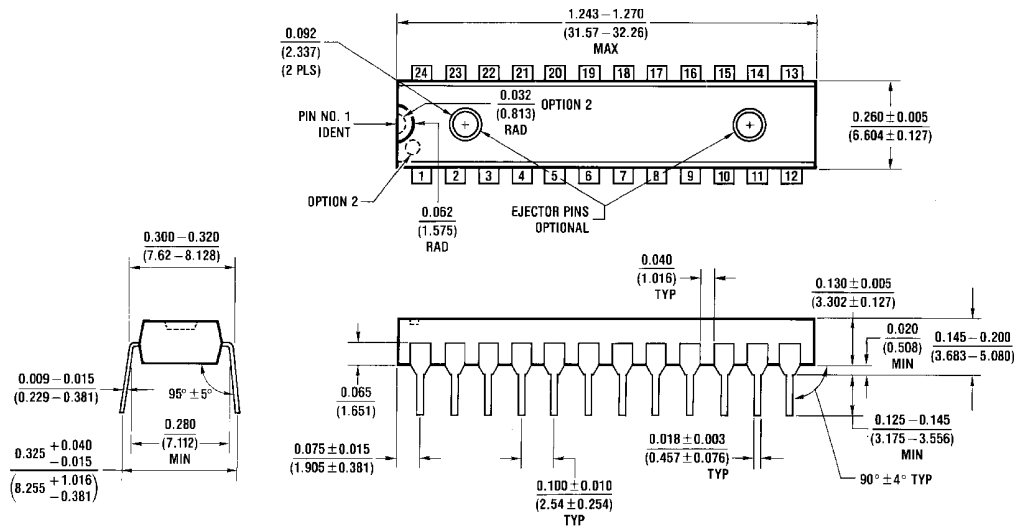 1.243 – 1.270
(31.57 – 32.26)
MAX
0.092
(2.337)
(2 PLS)
24 23 22 21 20 19 18 17 16 15 14 13
0.032
(0.813)
RAD
OPTION 2
PIN NO. 1
IDENT
0.260 ± 0.005
(6.604 ± 0.127)
1 2 3 4 5 6 7 8 9 10 11 12
OPTION 2
0.062
(1.575)
RAD
EJECTOR PINS
OPTIONAL
0.300 – 0.320
(7.62 – 8.128)
0.040
(1.016)
TYP
0.130 ± 0.005
(3.302 ± 0.127)
0.020
(0.508)
MIN
0.145 – 0.200
(3.683 – 5.080)
0.009 – 0.015
(0.229 – 0.381)
95° ± 5°
0.065
(1.651)
0.280
(7.112)
MIN
0.125 – 0.145
(3.175 – 3.556)
MIN
0.325 +0.040
–0.015
(8.255 +1.016
–0.381)
0.075 ± 0.015
(1.905 ± 0.381)
0.018 ± 0.003
(0.457 ± 0.076)
TYP
90° ± 4° TYP
0.100 ± 0.010
(2.54 ± 0.254)
TYP